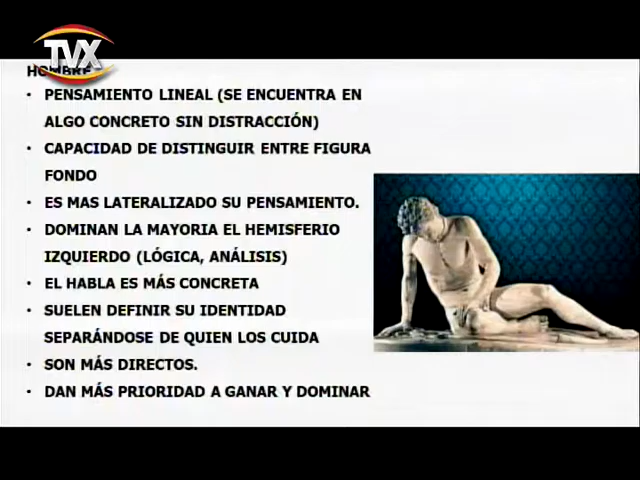 TVX
HOMBRE
• PENSAMIENTO LINEAL (SE ENCUENTRA EN
ALGO CONCRETO SIN DISTRACCIÓN)
• CAPACIDAD DE DISTINGUIR ENTRE FIGURA
FONDO
• ES MAS LATERALIZADO SU PENSAMIENTO.
• DOMINAN LA MAYORIA EL HEMISFERIO
IZQUIERDO (LÓGICA, ANÁLISIS)
• EL HABLA ES MÁS CONCRETA
• SUELEN DEFINIR SU IDENTIDAD
SEPARÁNDOSE DE QUIEN LOS CUIDA
• SON MÁS DIRECTOS.
• DAN MÁS PRIORIDAD A GANAR Y DOMINAR